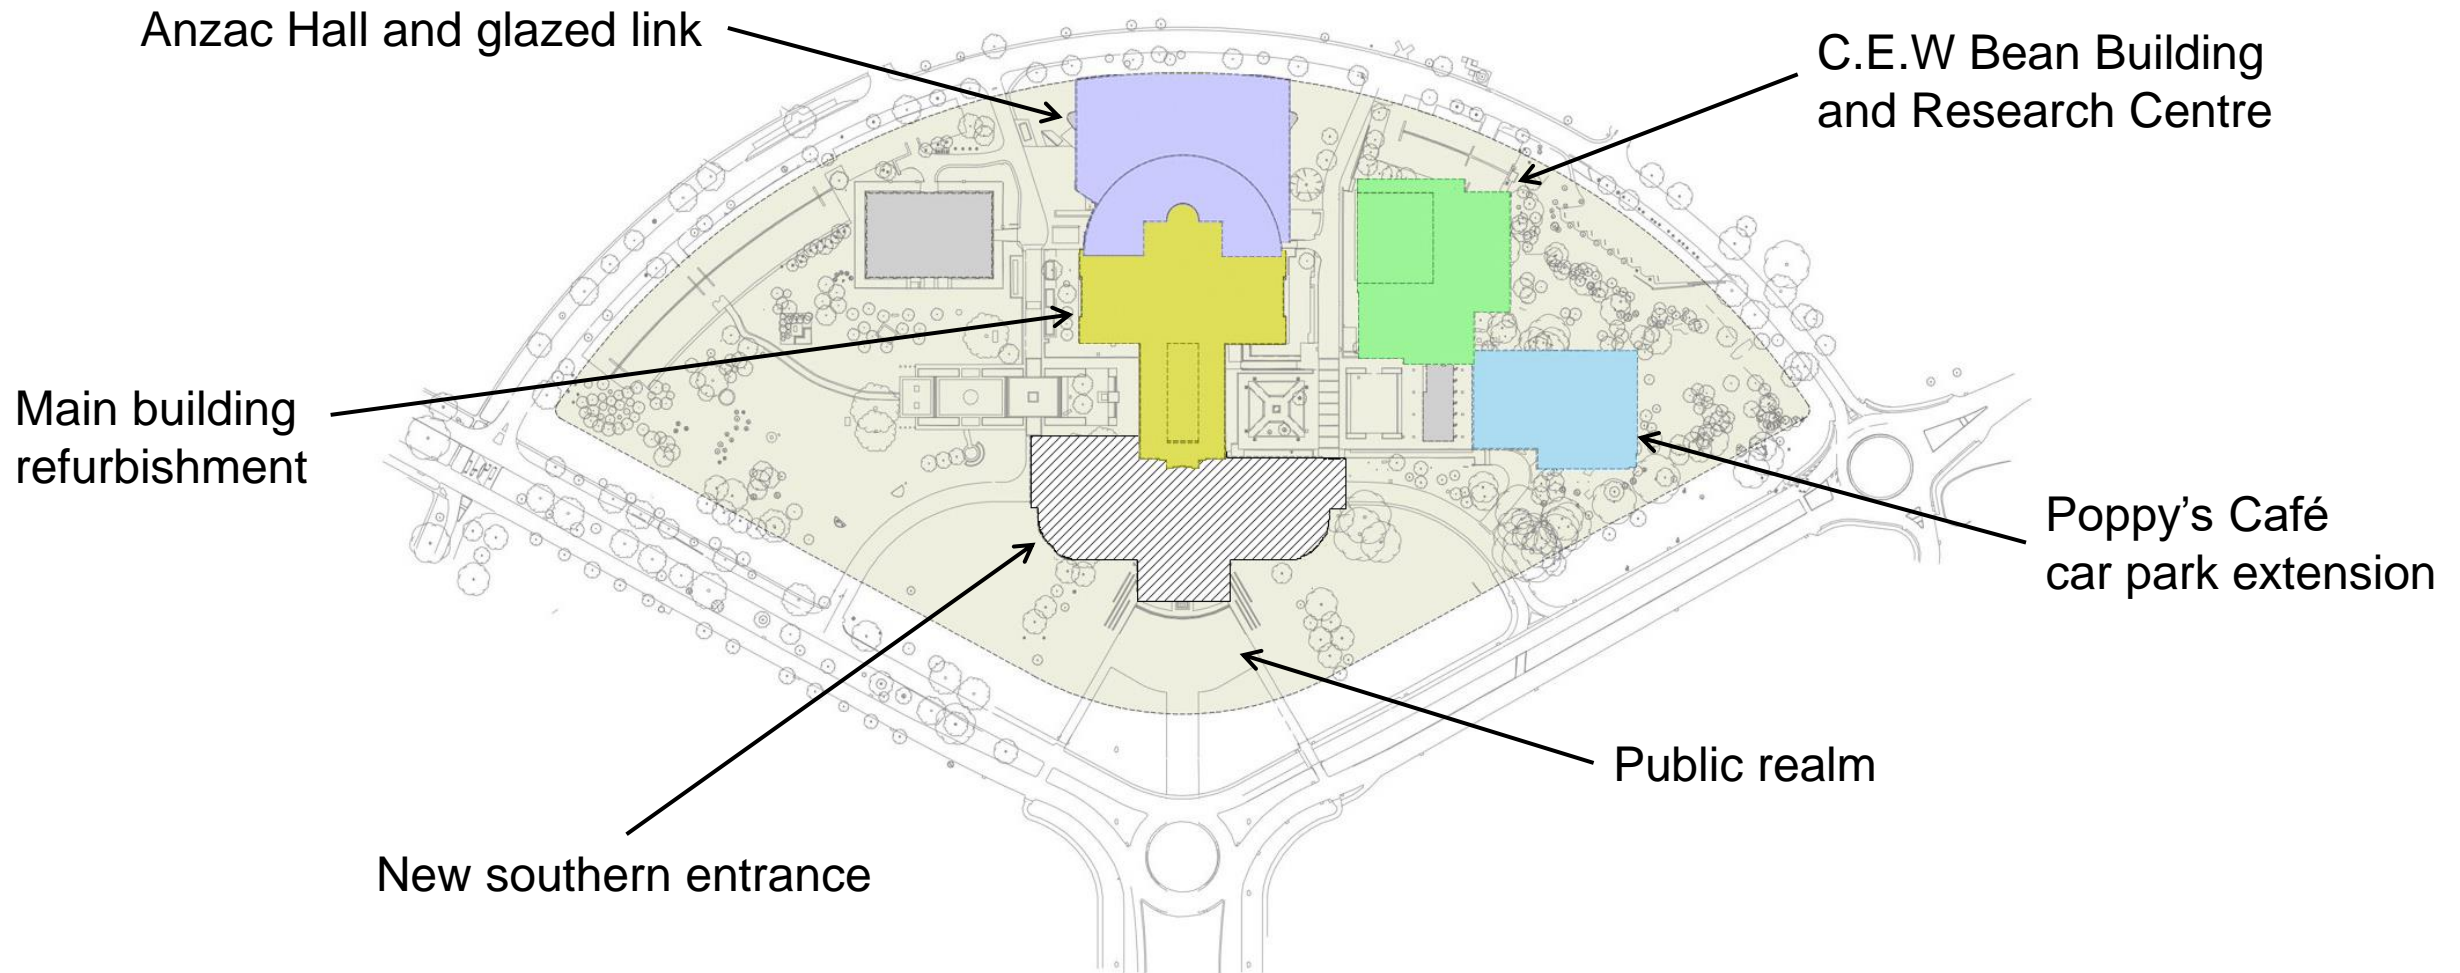 Anzac Hall and glazed link
C.E.W Bean Building
and Research Centre
Main building
refurbishment
Poppy’s Café
car park extension
Public realm
New southern entrance